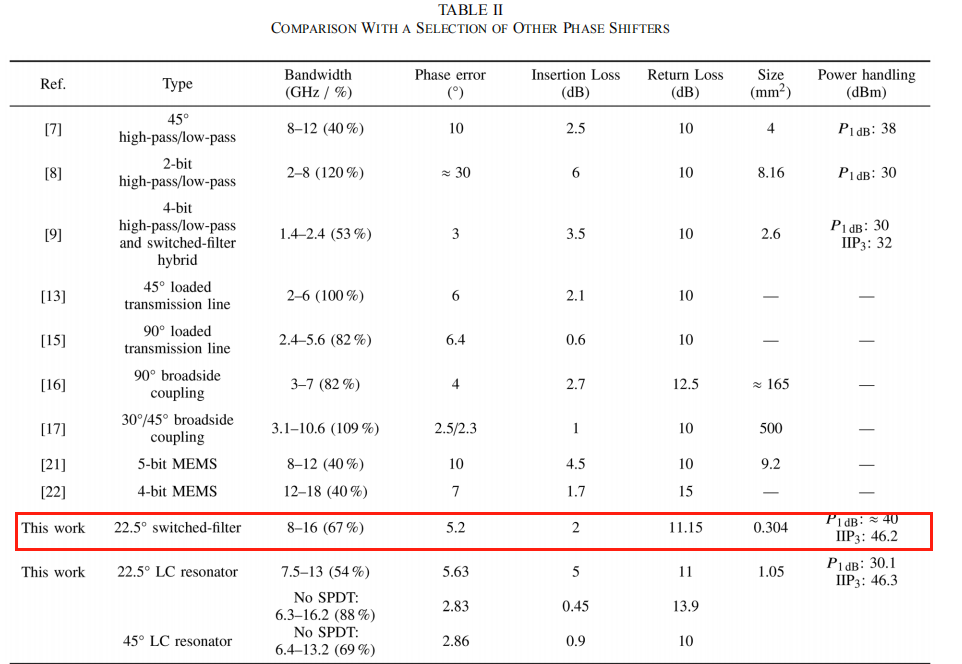 TABLE II
COMPARISON WITH A SELECTION OF OTHER PHASE SHIFTERS
Ref. Type Bandwidth (GHz / %) Phase error (°) Insertion Loss (dB) Return Loss (dB) Size (mm²) Power handling (dBm)
[7] 45° high-pass/low-pass 8–12 (40 %) 10 2.5 10 4 P1 dB: 38
[8] 2-bit high-pass/low-pass 2–8 (120 %) ≈ 30 6 10 8.16 P1 dB: 30
[9] 4-bit high-pass/low-pass and switched-filter hybrid 1.4–2.4 (53 %) 3 3.5 10 2.6 P1 dB: 30 IIP3: 32
[13] 45° loaded transmission line 2–6 (100 %) 6 2.1 10 — —
[15] 90° loaded transmission line 2.4–5.6 (82 %) 6.4 0.6 10 — —
[16] 90° broadside coupling 3–7 (82 %) 4 2.7 12.5 ≈ 165 —
[17] 30°/45° broadside coupling 3.1–10.6 (109 %) 2.5/2.3 1 10 500 —
[21] 5-bit MEMS 8–12 (40 %) 10 4.5 10 9.2 —
[22] 4-bit MEMS 12–18 (40 %) 7 1.7 15 — —
This work 22.5° switched-filter 8–16 (67 %) 5.2 2 11.15 0.304 P1 dB: ≈ 40 IIP3: 46.2
This work 22.5° LC resonator 7.5–13 (54 %) 5.63 5 11 1.05 P1 dB: 30.1 IIP3: 46.3
No SPDT: 6.3–16.2 (88 %) 2.83 0.45 13.9
45° LC resonator No SPDT: 6.4–13.2 (69 %) 2.86 0.9 10